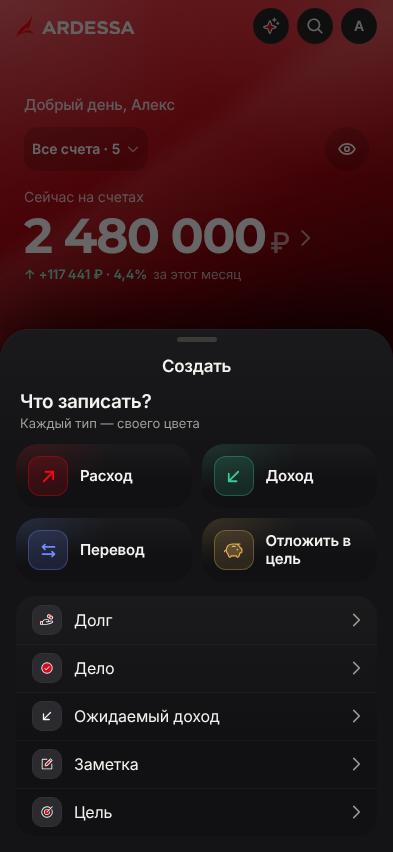 ARDESSA
A
Добрый день, Алекс
Все счета · 5
Сейчас на счетах
2 480 000 ₽
↑ +117 441 ₽ · 4,4% за этот месяц
Создать
Что записать?
Каждый тип — своего цвета
Расход
Доход
Перевод
Отложить в
цель
Долг
Дело
Ожидаемый доход
Заметка
Цель